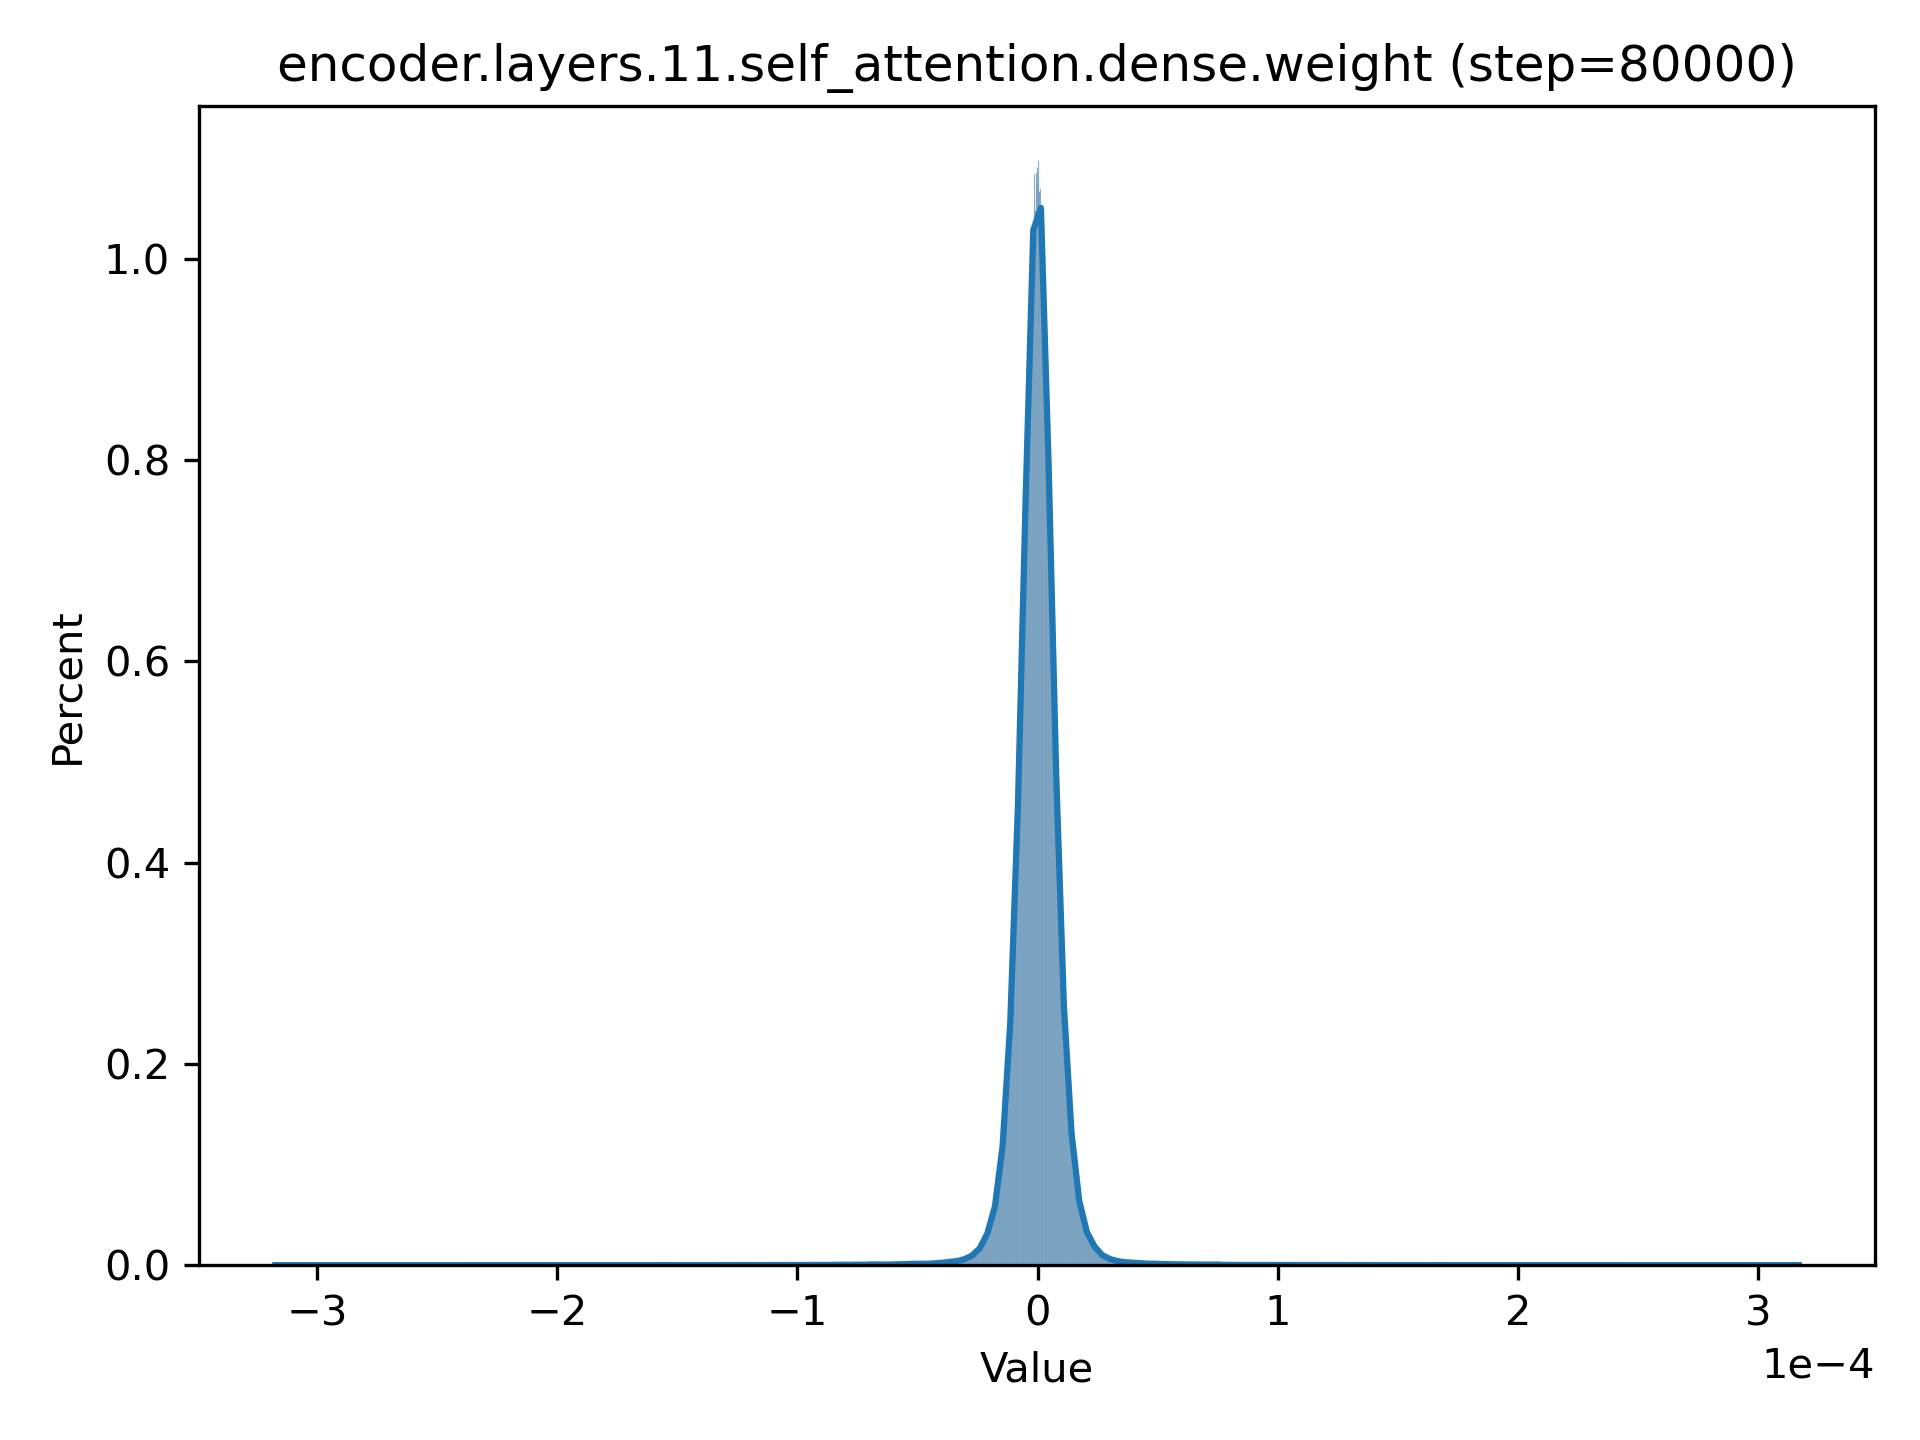 encoder.layers.11.self_attention.dense.weight (step=80000)
1.0
0.8
0.6
0.4
0.2
0.0
Percent
−3 −2 −1 0 1 2 3
Value
1e−4